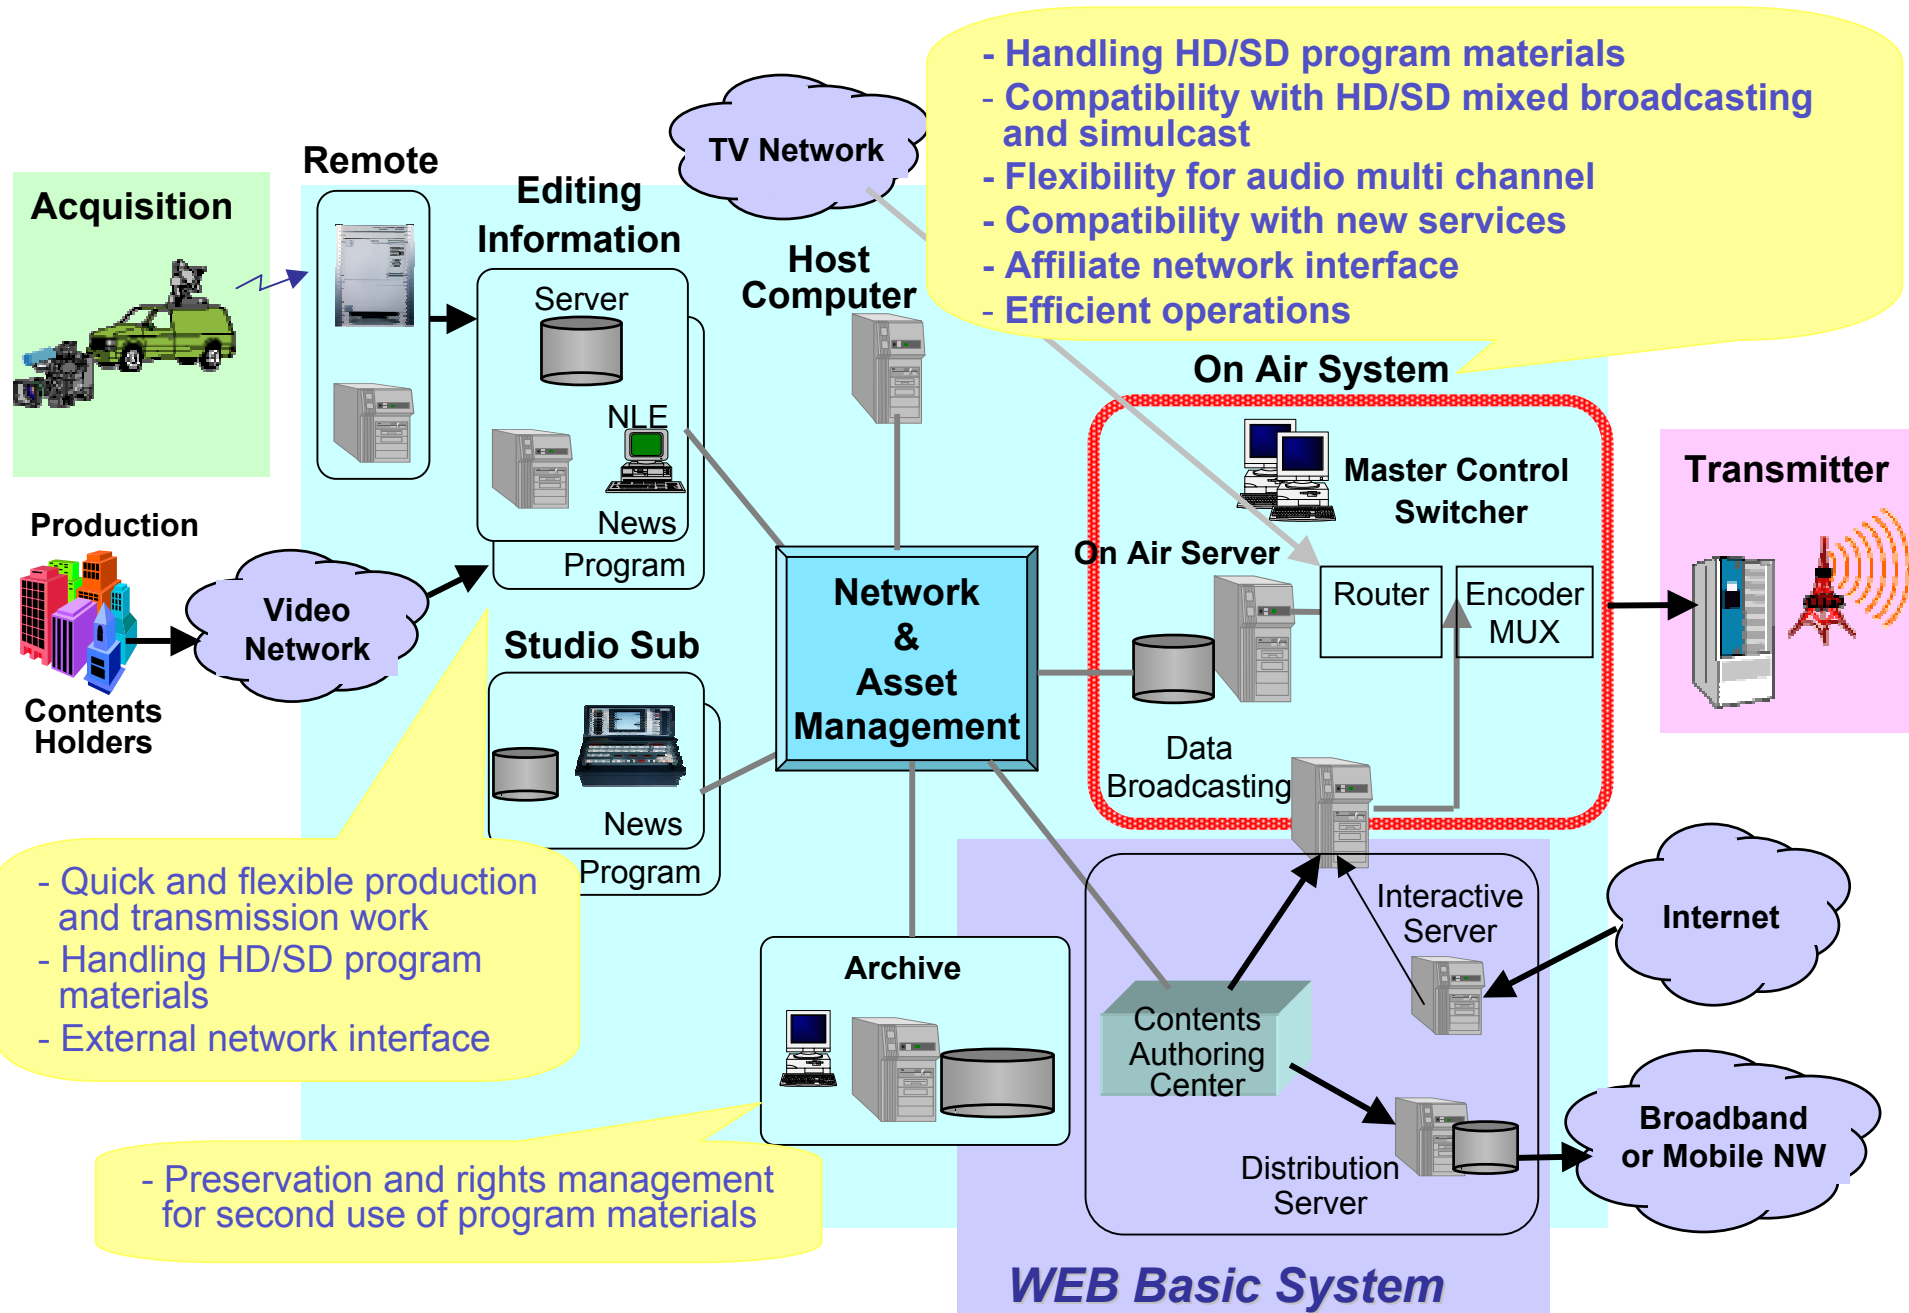 - Handling HD/SD program materials
- Compatibility with HD/SD mixed broadcasting
and simulcast
- Flexibility for audio multi channel
- Compatibility with new services
- Affiliate network interface
- Efficient operations
TV Network
Remote
Acquisition
Editing
Information
Server
NLE
News
Program
Host
Computer
On Air System
Master Control
Switcher
On Air Server
Router
Encoder
MUX
Data
Broadcasting
Transmitter
Production
Contents
Holders
Video
Network
Network
&
Asset
Management
Studio Sub
News
Program
- Quick and flexible production
and transmission work
- Handling HD/SD program
materials
- External network interface
Archive
- Preservation and rights management
for second use of program materials
Interactive
Server
Internet
Contents
Authoring
Center
Distribution
Server
Broadband
or Mobile NW
WEB Basic System